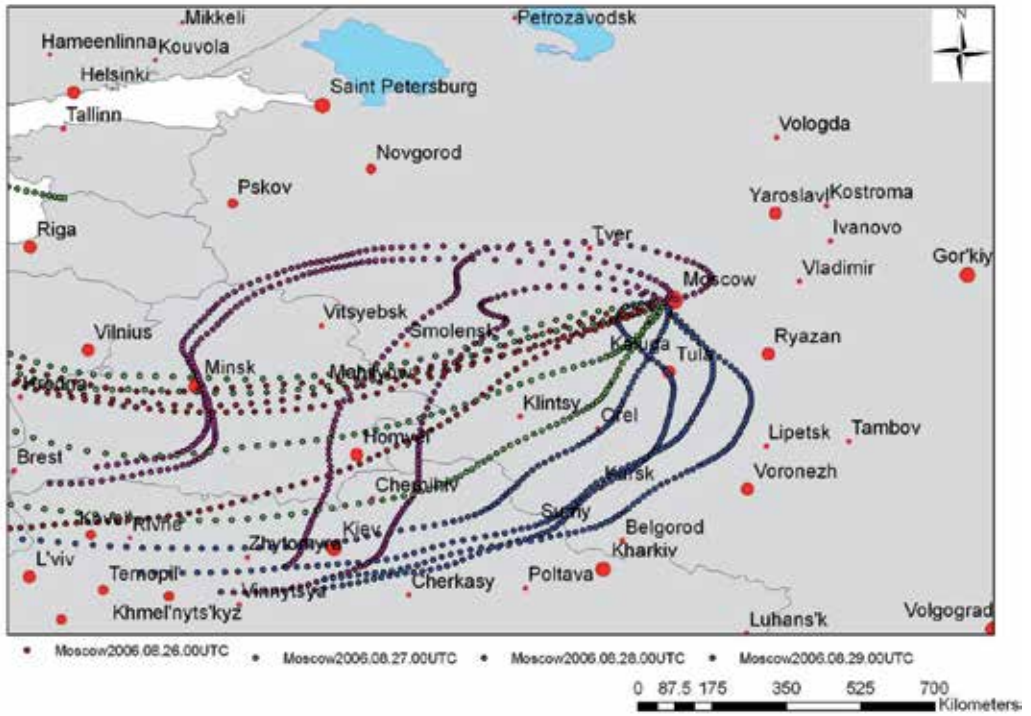 Mikkeli
Petrozavodsk
Hameenlinna
Kouvola
Helsinki
Saint Petersburg
Tallinn
Vologda
Novgorod
Pskov
Yaroslavl
Kostroma
Riga
Ivanovo
Tver
Gor'kiy
Vladimir
Moscow
Vitsyebsk
Smolensk
Vilnius
Kaluga
Tula
Ryazan
Minsk
Mahilyow
Hrodna
Klintsy
Orel
Homyel'
Lipetsk
Tambov
Brest
Voronezh
Kursk
Chernihiv
Sumy
Rivne
Kiev
Belgorod
Zhytomyr
Kharkiv
L'viv
Ternopil'
Vinnytsya
Cherkasy
Poltava
Khmel'nyts'kyz
Luhans'k
Volgograd
Moscow2006.08.26.00UTC
Moscow2006.08.27.00UTC
Moscow2006.08.28.00UTC
Moscow2006.08.29.00UTC
0 87.5 175 350 525 700
Kilometers